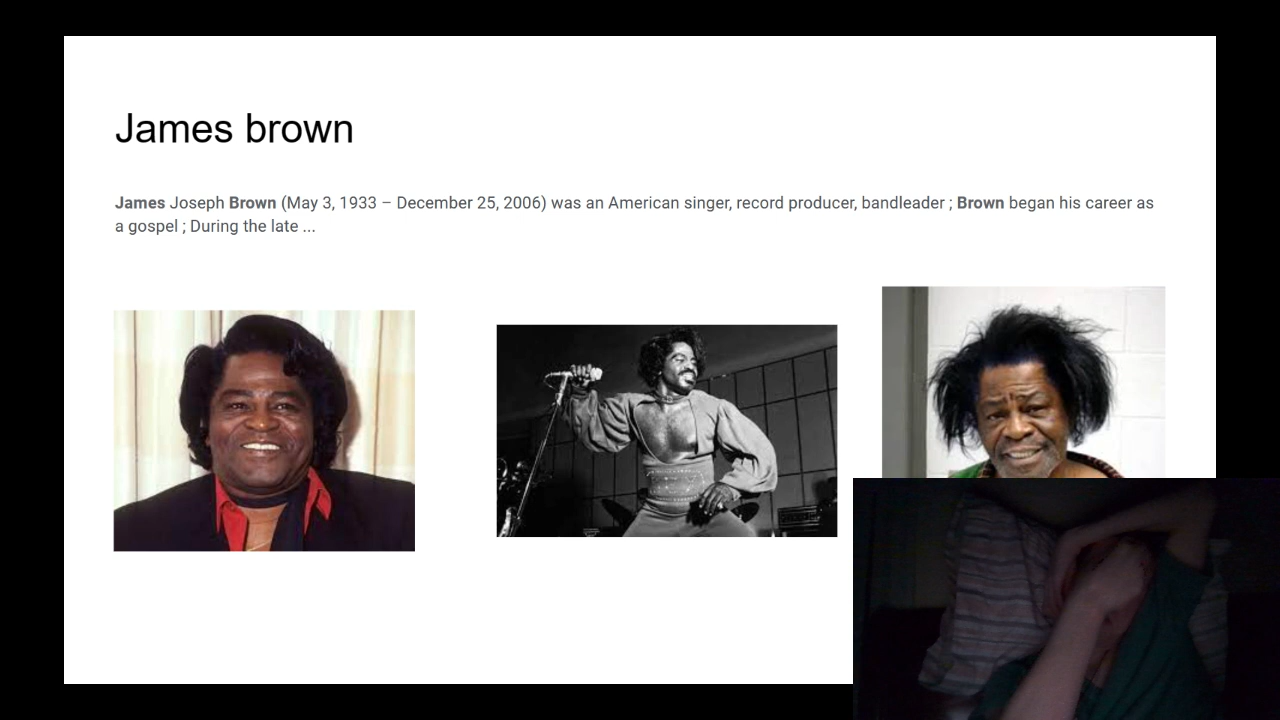 James brown
James Joseph Brown (May 3, 1933 – December 25, 2006) was an American singer, record producer, bandleader ; Brown began his career as
a gospel ; During the late ...